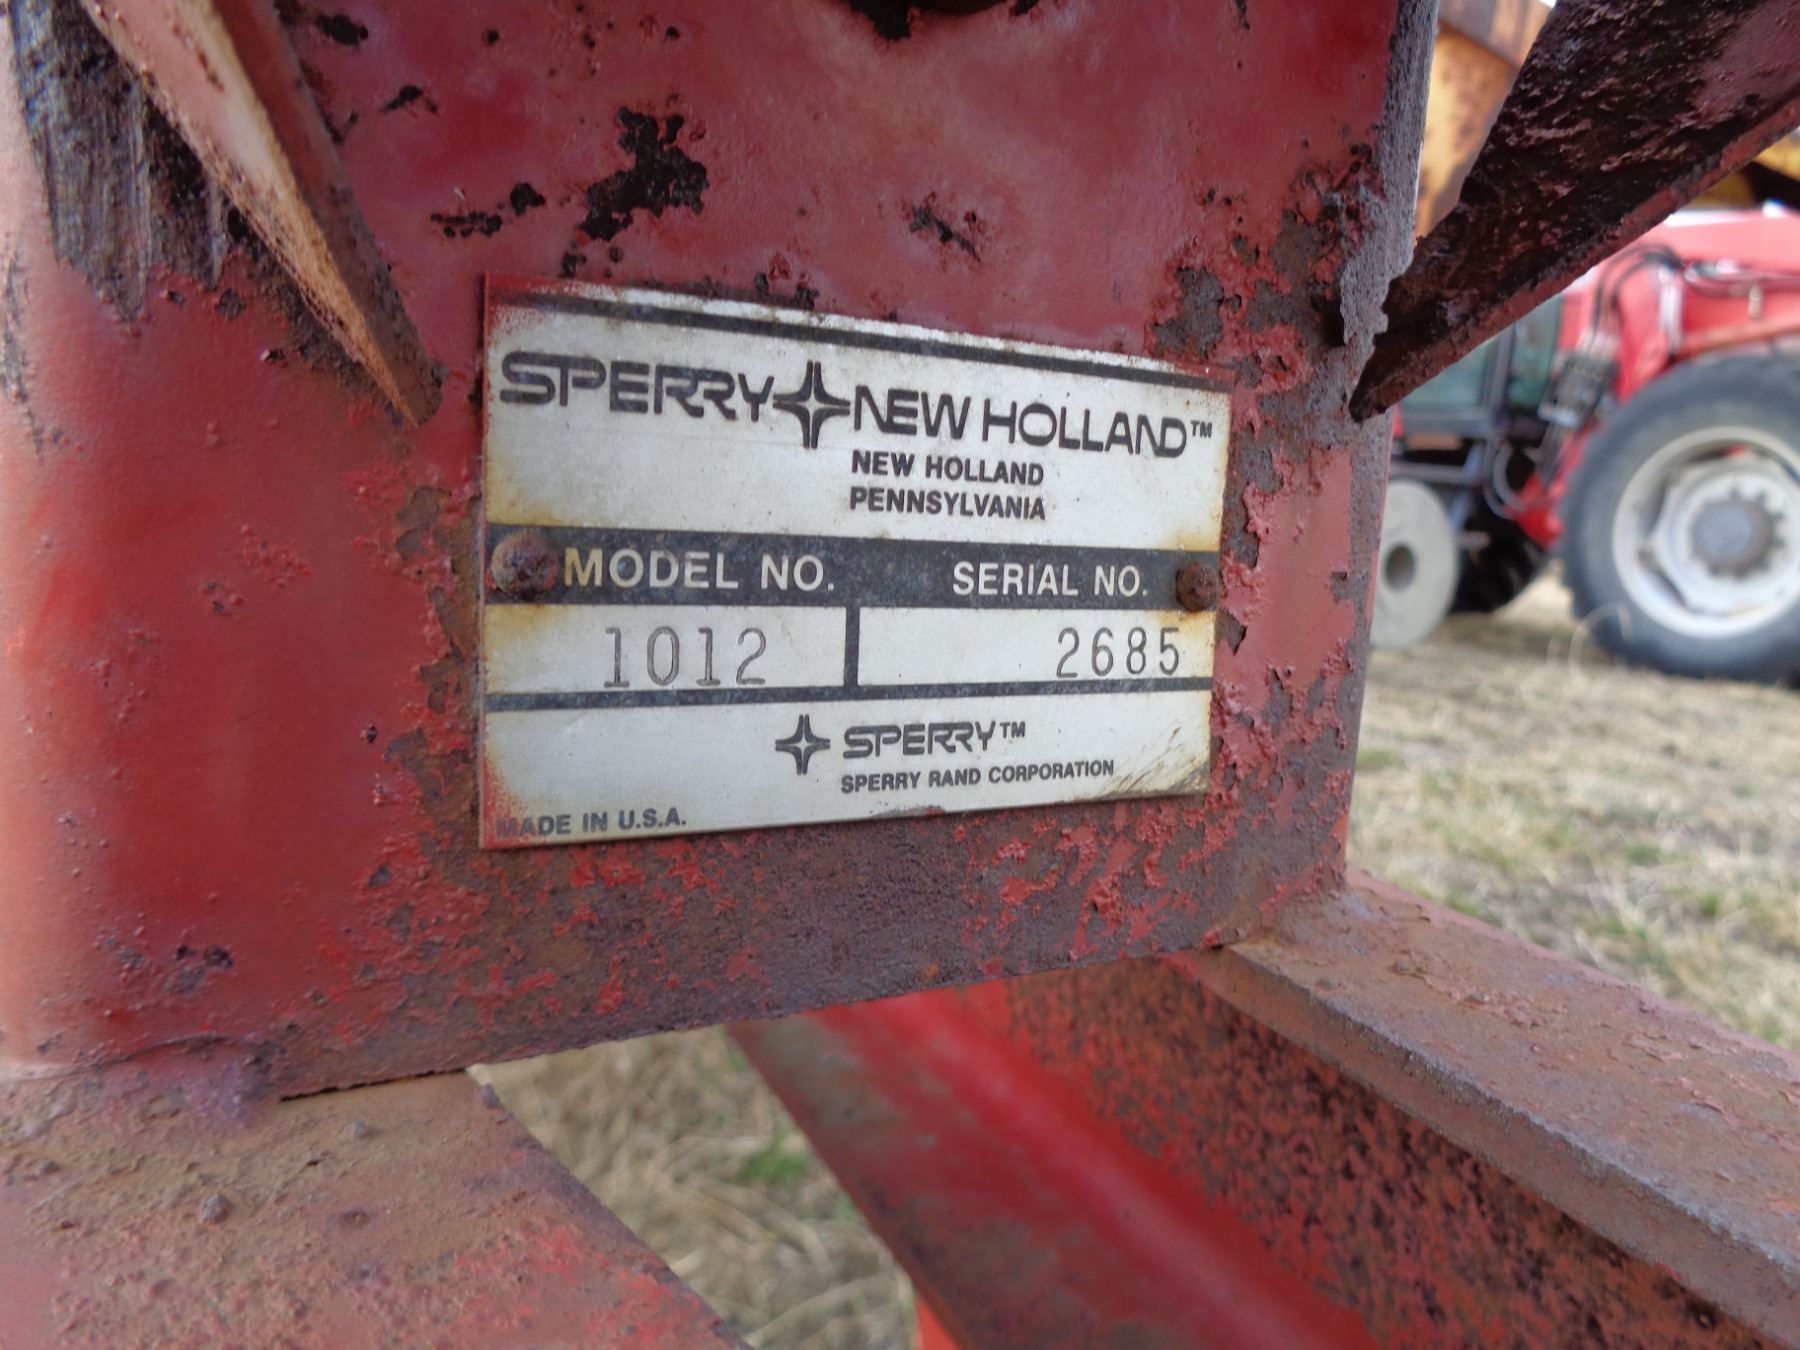 SPERRY NEW HOLLAND™
NEW HOLLAND
PENNSYLVANIA
MODEL NO. SERIAL NO.
1012 2685
SPERRY™
SPERRY RAND CORPORATION
MADE IN U.S.A.